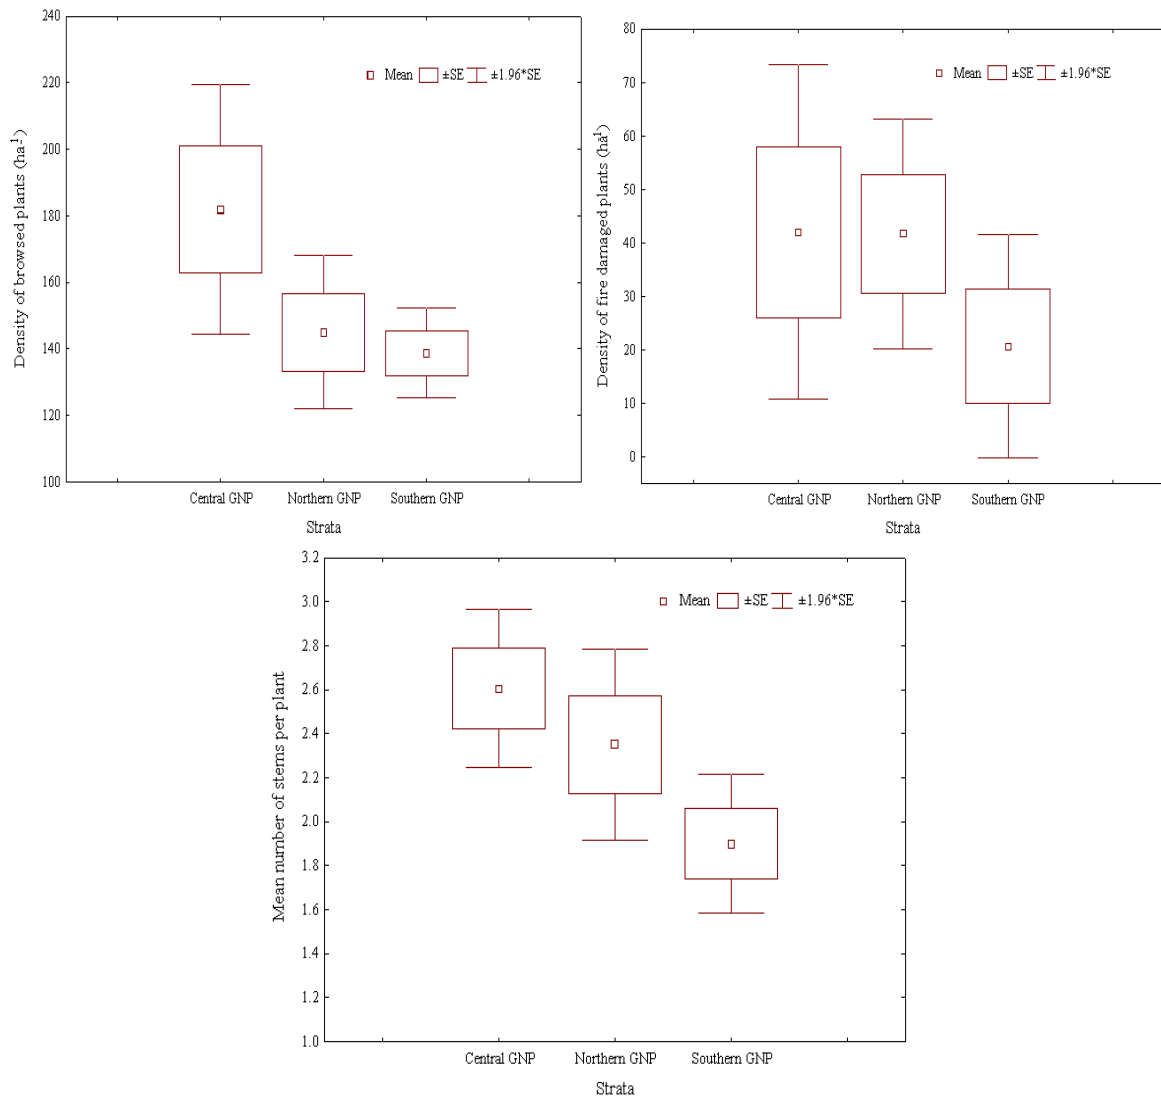 240
220
200
180
160
140
120
100
Density of browsed plants (ha⁻¹)
Mean ±SE ±1.96*SE
Central GNP Northern GNP Southern GNP
Strata
80
70
60
50
40
30
20
10
0
Density of fire damaged plants (ha⁻¹)
Mean ±SE ±1.96*SE
Central GNP Northern GNP Southern GNP
Strata
3.2
3.0
2.8
2.6
2.4
2.2
2.0
1.8
1.6
1.4
1.2
1.0
Mean number of stems per plant
Mean ±SE ±1.96*SE
Central GNP Northern GNP Southern GNP
Strata